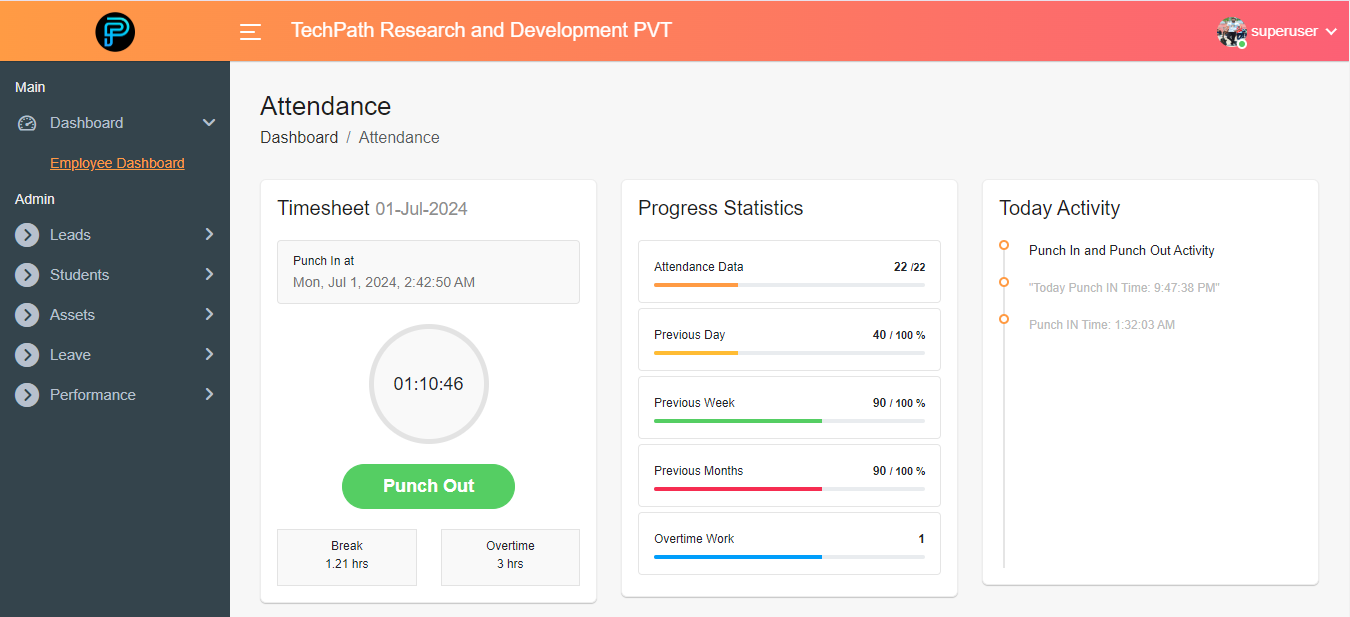 TechPath Research and Development PVT
superuser
Main
Dashboard
Employee Dashboard
Admin
Leads
Students
Assets
Leave
Performance
Attendance
Dashboard / Attendance
Timesheet 01-Jul-2024
Punch In at
Mon, Jul 1, 2024, 2:42:50 AM
01:10:46
Punch Out
Break
1.21 hrs
Overtime
3 hrs
Progress Statistics
Attendance Data 22 /22
Previous Day 40 / 100 %
Previous Week 90 / 100 %
Previous Months 90 / 100 %
Overtime Work 1
Today Activity
Punch In and Punch Out Activity
"Today Punch IN Time: 9:47:38 PM"
Punch IN Time: 1:32:03 AM